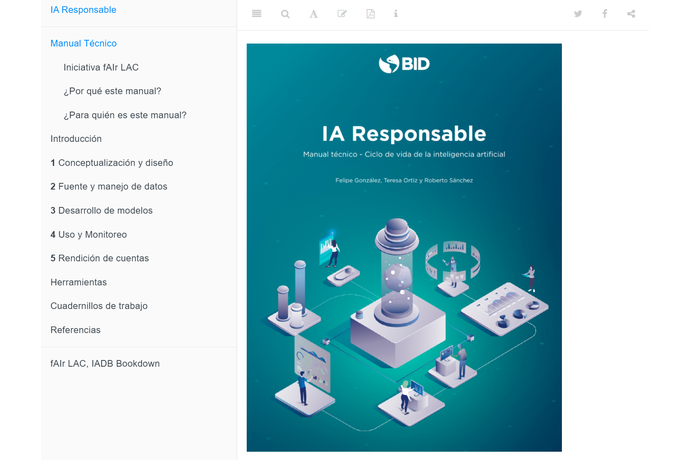 IA Responsable
Manual Técnico
Iniciativa fAIr LAC
¿Por qué este manual?
¿Para quién es este manual?
Introducción
1 Conceptualización y diseño
2 Fuente y manejo de datos
3 Desarrollo de modelos
4 Uso y Monitoreo
5 Rendición de cuentas
Herramientas
Cuadernillos de trabajo
Referencias
fAIr LAC, IADB Bookdown
BID
IA Responsable
Manual técnico - Ciclo de vida de la inteligencia artificial
Felipe González, Teresa Ortiz y Roberto Sánchez